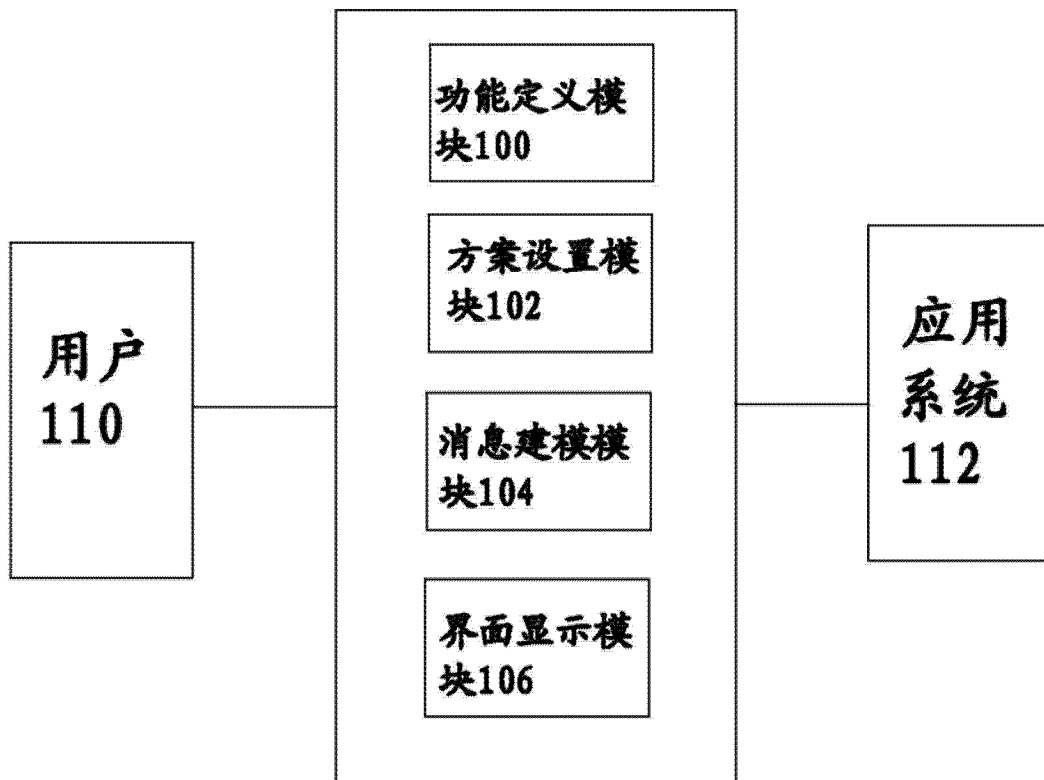 功能定义模
块100
方案设置模
块102
消息建模模
块104
界面显示模
块106
用户
110
应用
系统
112